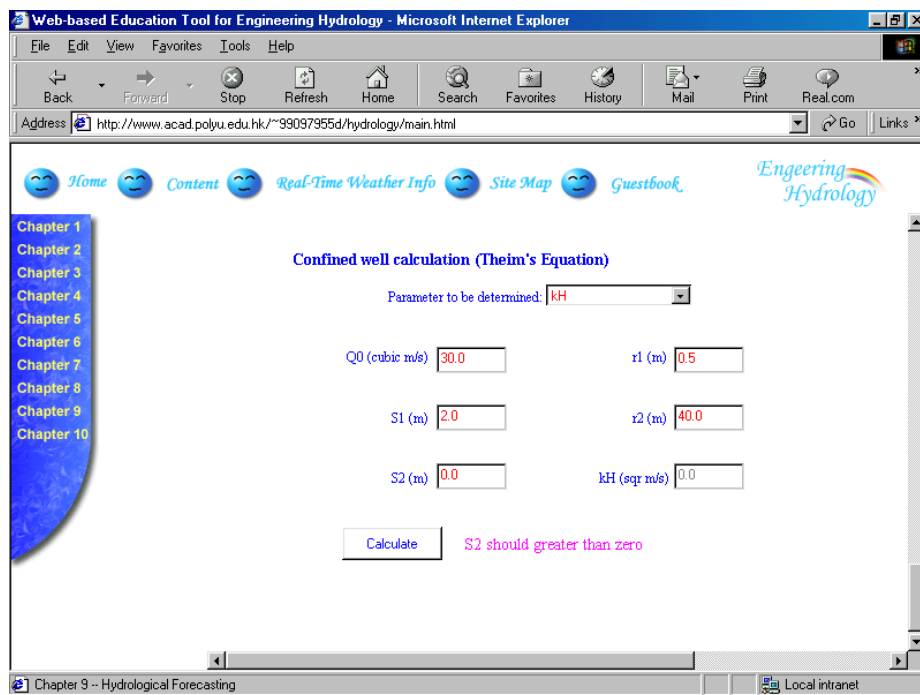 Web-based Education Tool for Engineering Hydrology - Microsoft Internet Explorer
File Edit View Favorites Tools Help
Back Forward Stop Refresh Home Search Favorites History Mail Print Real.com
Address http://www.acad.polyu.edu.hk/~99097955d/hydrology/main.html Go Links
Home Content Real-Time Weather Info Site Map Guestbook
Engeering
Hydrology
Chapter 1
Chapter 2
Chapter 3
Chapter 4
Chapter 5
Chapter 6
Chapter 7
Chapter 8
Chapter 9
Chapter 10
Confined well calculation (Theim's Equation)
Parameter to be determined: kH
Q0 (cubic m/s) 30.0 r1 (m) 0.5
S1 (m) 2.0 r2 (m) 40.0
S2 (m) 0.0 kH (sqr m/s) 0.0
Calculate S2 should greater than zero
Chapter 9 -- Hydrological Forecasting Local intranet